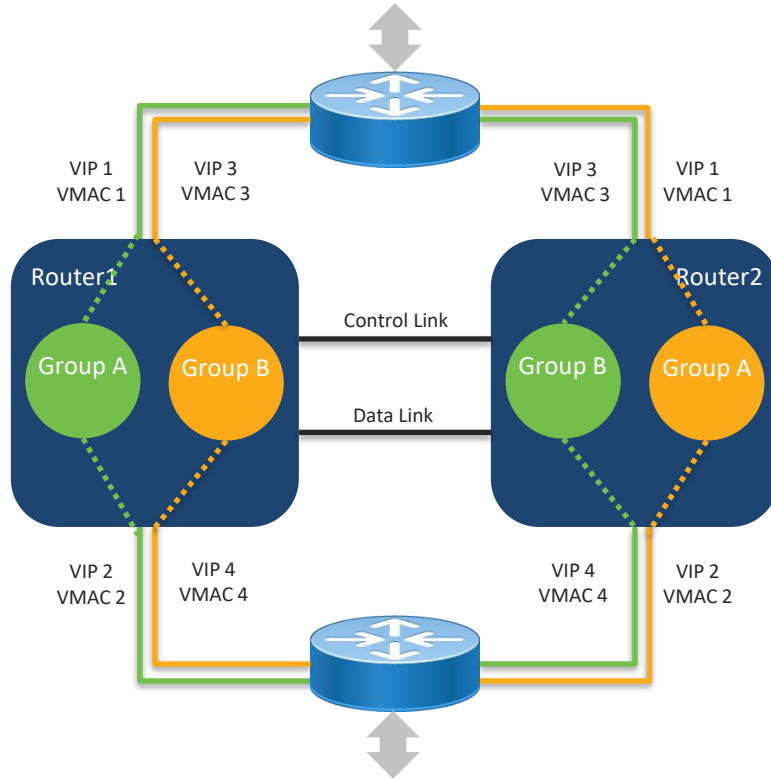 VIP 1
VMAC 1
VIP 3
VMAC 3
VIP 3
VMAC 3
VIP 1
VMAC 1
Router1
Router2
Control Link
Group A
Group B
Group B
Group A
Data Link
VIP 2
VMAC 2
VIP 4
VMAC 4
VIP 4
VMAC 4
VIP 2
VMAC 2